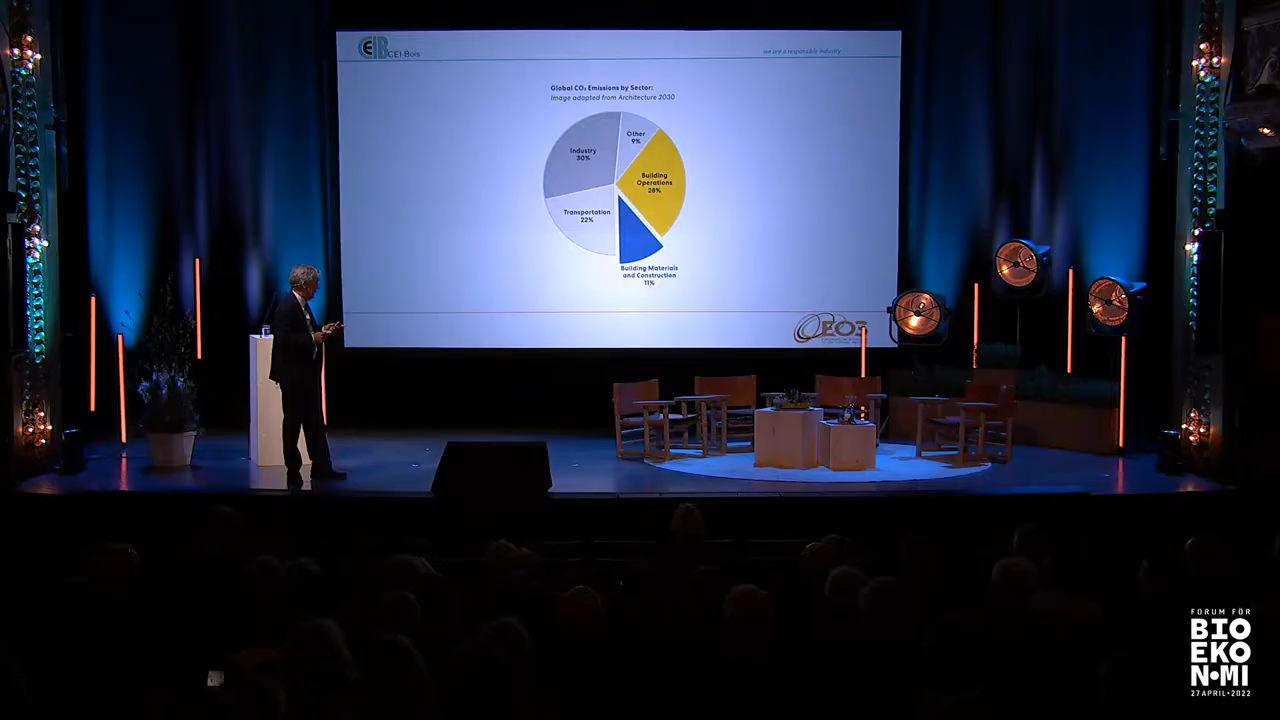 CEIB
CEI-Bois
we are a responsible industry
Global CO₂ Emissions by Sector:
Image adapted from Architecture 2030
Other
9%
Industry
30%
Building
Operations
28%
Transportation
22%
Building Materials
and Construction
11%
EOS
FORUM FÖR
BIO
EKO
N•MI
27 APRIL • 2022